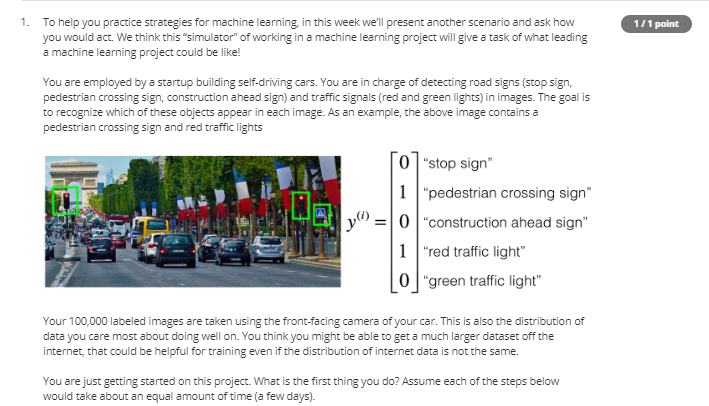 1. To help you practice strategies for machine learning, in this week we'll present another scenario and ask how
1 / 1 point
you would act. We think this "simulator" of working in a machine learning project will give a task of what leading
a machine learning project could be like!
You are employed by a startup building self-driving cars. You are in charge of detecting road signs (stop sign,
pedestrian crossing sign, construction ahead sign) and traffic signals (red and green lights) in images. The goal is
to recognize which of these objects appear in each image. As an example, the above image contains a
pedestrian crossing sign and red traffic lights
0 "stop sign"
1 "pedestrian crossing sign"
y(i) = 0 "construction ahead sign"
1 "red traffic light"
0 "green traffic light"
Your 100,000 labeled images are taken using the front-facing camera of your car. This is also the distribution of
data you care most about doing well on. You think you might be able to get a much larger dataset off the
internet, that could be helpful for training even if the distribution of internet data is not the same.
You are just getting started on this project. What is the first thing you do? Assume each of the steps below
would take about an equal amount of time (a few days).